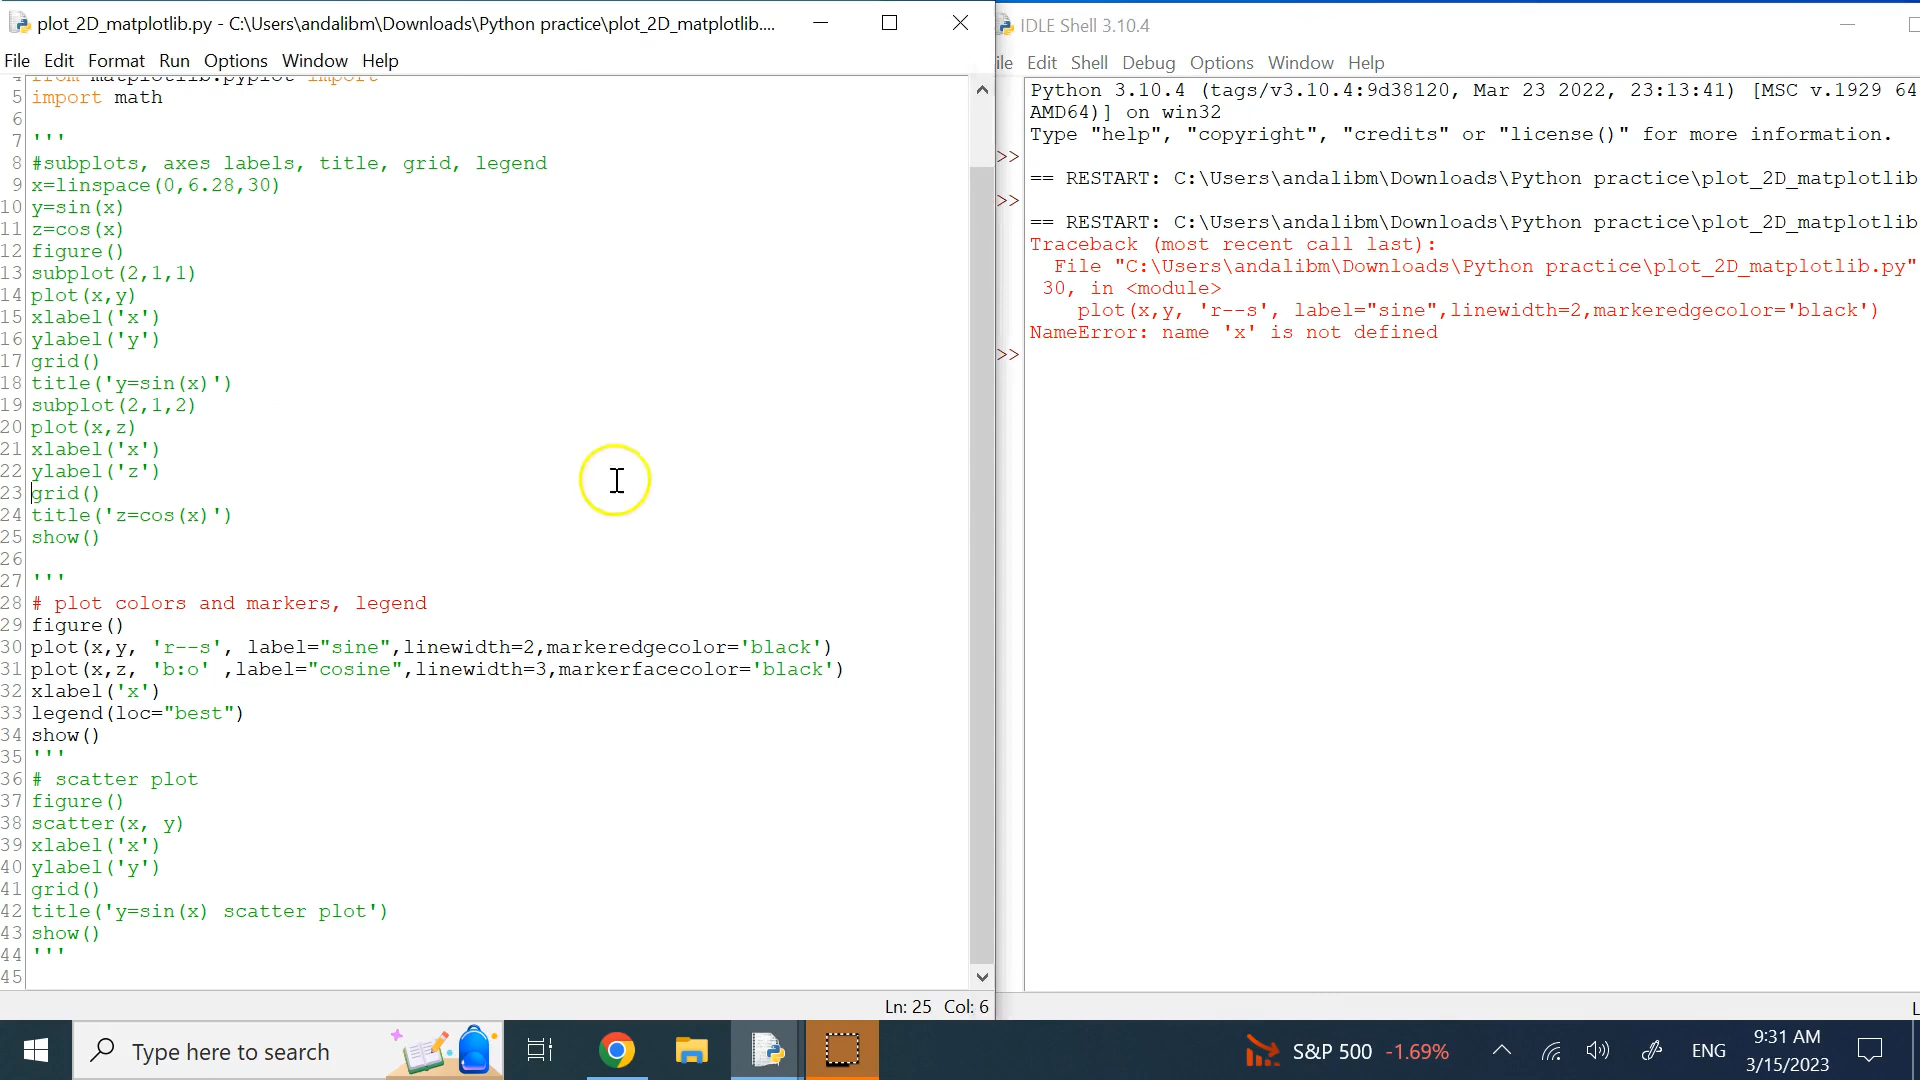 plot_2D_matplotlib.py - C:\Users\andalibm\Downloads\Python practice\plot_2D_matplotlib....
File Edit Format Run Options Window Help
4 from matplotlib.pyplot import
5 import math
6
7 '''
8 #subplots, axes labels, title, grid, legend
9 x=linspace(0,6.28,30)
10 y=sin(x)
11 z=cos(x)
12 figure()
13 subplot(2,1,1)
14 plot(x,y)
15 xlabel('x')
16 ylabel('y')
17 grid()
18 title('y=sin(x)')
19 subplot(2,1,2)
20 plot(x,z)
21 xlabel('x')
22 ylabel('z')
23 grid()
24 title('z=cos(x)')
25 show()
26
27 '''
28 # plot colors and markers, legend
29 figure()
30 plot(x,y, 'r--s', label="sine",linewidth=2,markeredgecolor='black')
31 plot(x,z, 'b:o' ,label="cosine",linewidth=3,markerfacecolor='black')
32 xlabel('x')
33 legend(loc="best")
34 show()
35 '''
36 # scatter plot
37 figure()
38 scatter(x, y)
39 xlabel('x')
40 ylabel('y')
41 grid()
42 title('y=sin(x) scatter plot')
43 show()
44 '''
45
Ln: 25 Col: 6
IDLE Shell 3.10.4
ile Edit Shell Debug Options Window Help
Python 3.10.4 (tags/v3.10.4:9d38120, Mar 23 2022, 23:13:41) [MSC v.1929 64
AMD64)] on win32
Type "help", "copyright", "credits" or "license()" for more information.
>>
== RESTART: C:\Users\andalibm\Downloads\Python practice\plot_2D_matplotlib
>>
== RESTART: C:\Users\andalibm\Downloads\Python practice\plot_2D_matplotlib
Traceback (most recent call last):
File "C:\Users\andalibm\Downloads\Python practice\plot_2D_matplotlib.py"
30, in <module>
plot(x,y, 'r--s', label="sine",linewidth=2,markeredgecolor='black')
NameError: name 'x' is not defined
>>
Type here to search
S&P 500 -1.69%
ENG
9:31 AM
3/15/2023